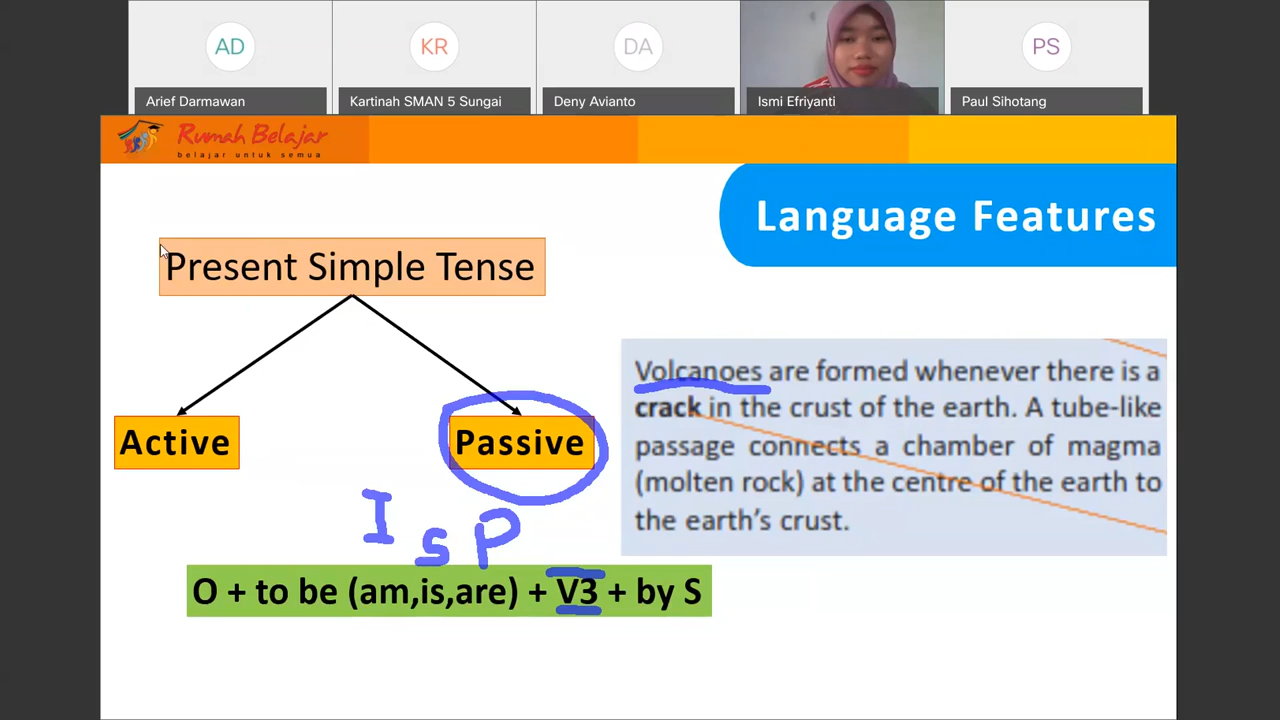 AD
KR
DA
PS
Arief Darmawan
Kartinah SMAN 5 Sungai
Deny Avianto
Ismi Efriyanti
Paul Sihotang
Rumah Belajar
belajar untuk semua
Language Features
Present Simple Tense
Active
Passive
Volcanoes are formed whenever there is a
crack in the crust of the earth. A tube-like
passage connects a chamber of magma
(molten rock) at the centre of the earth to
the earth's crust.
I s P
O + to be (am,is,are) + V3 + by S